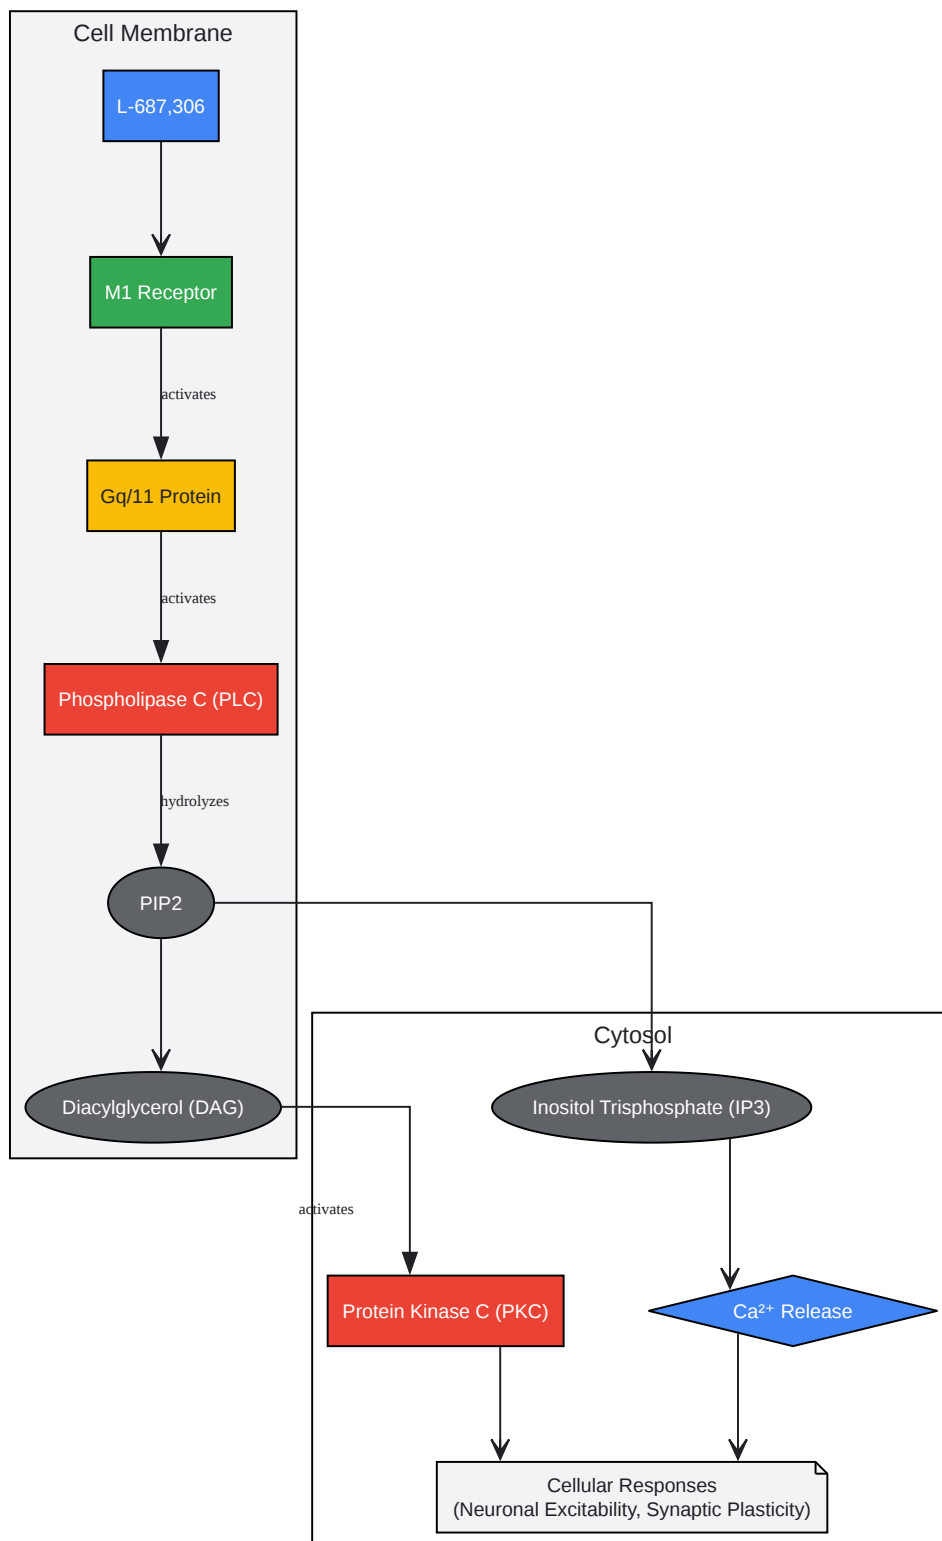 Cell Membrane
L-687,306
M1 Receptor
activates
Gq/11 Protein
activates
Phospholipase C (PLC)
hydrolyzes
PIP2
Cytosol
Diacylglycerol (DAG)
Inositol Trisphosphate (IP3)
activates
Protein Kinase C (PKC)
Ca²⁺ Release
Cellular Responses
(Neuronal Excitability, Synaptic Plasticity)